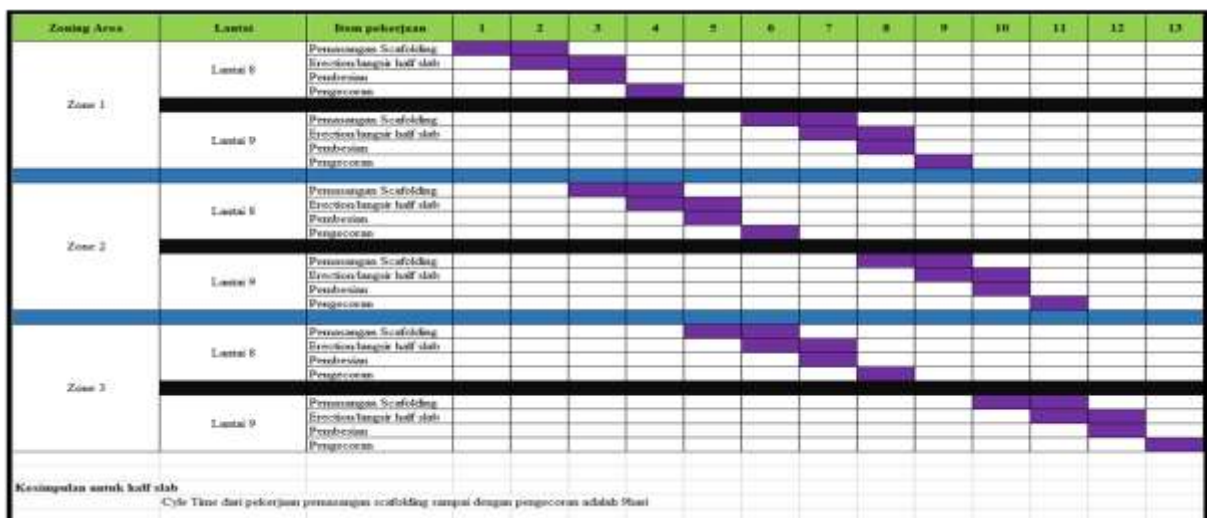 Zoning Area Lantai Item pekerjaan 1 2 3 4 5 6 7 8 9 10 11 12 13
Zone 1
Lantai 8
Pemasangan Scafolding
Erection/langsir half slab
Pembesian
Pengecoran
Lantai 9
Pemasangan Scafolding
Erection/langsir half slab
Pembesian
Pengecoran
Zone 2
Lantai 8
Pemasangan Scafolding
Erection/langsir half slab
Pembesian
Pengecoran
Lantai 9
Pemasangan Scafolding
Erection/langsir half slab
Pembesian
Pengecoran
Zone 3
Lantai 8
Pemasangan Scafolding
Erection/langsir half slab
Pembesian
Pengecoran
Lantai 9
Pemasangan Scafolding
Erection/langsir half slab
Pembesian
Pengecoran
Kesimpulan untuk half slab
Cyle Time dari pekerjaan pemasangan scafolding sampai dengan pengecoran adalah 9hari